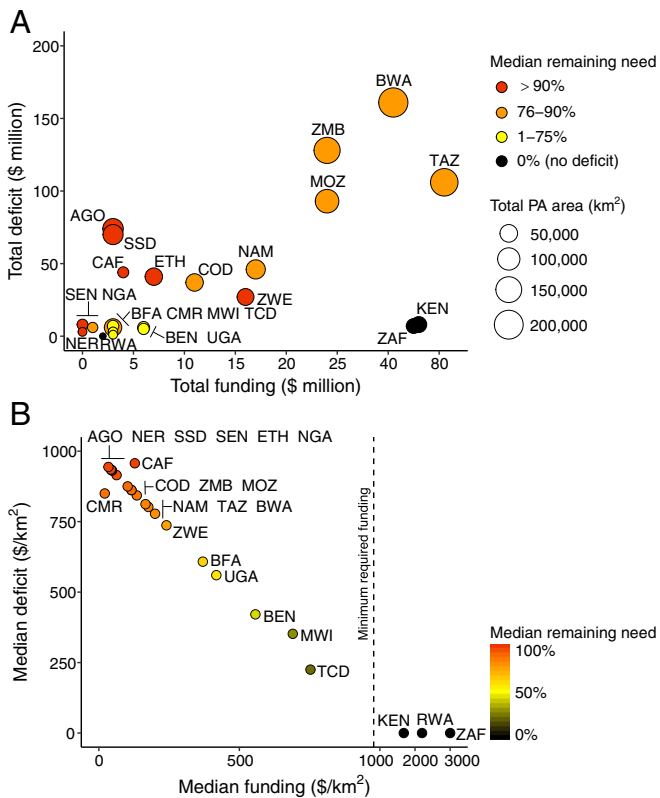 A
Total deficit ($ million)
200
150
100
50
0
BWA
ZMB
TAZ
MOZ
AGO
SSD
CAF
ETH
COD
NAM
ZWE
SEN NGA
BFA CMR MWI TCD
BEN UGA
NER RWA
KEN
ZAF
0 5 10 15 20 25 40 80
Total funding ($ million)
Median remaining need
> 90%
76–90%
1–75%
0% (no deficit)
Total PA area (km²)
50,000
100,000
150,000
200,000
B
Median deficit ($/km²)
1000
750
500
250
0
AGO NER SSD SEN ETH NGA
CAF
COD ZMB MOZ
CMR
NAM TAZ BWA
ZWE
BFA
UGA
BEN
MWI
TCD
Minimum required funding
KEN RWA
ZAF
0 500 1000 2000 3000
Median funding ($/km²)
Median remaining need
100%
50%
0%